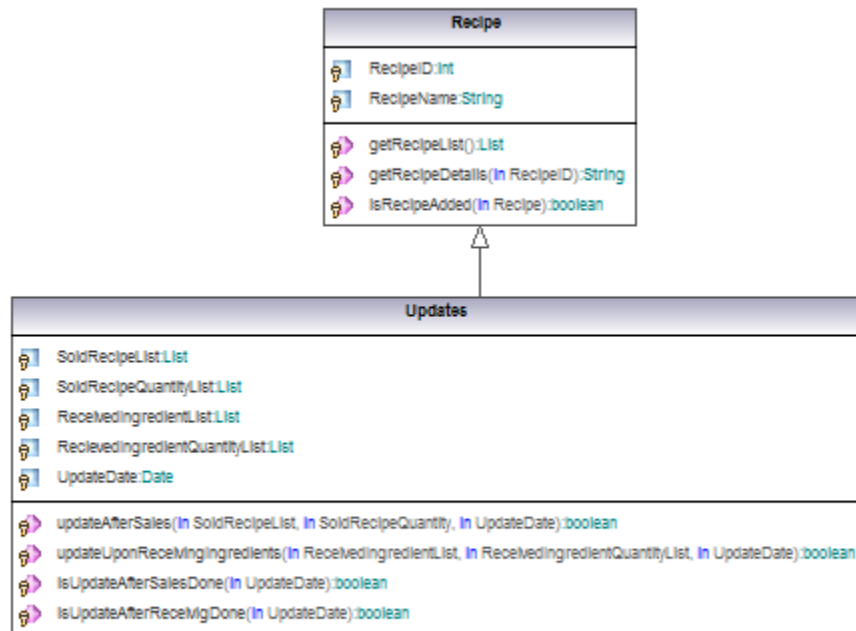 Recipe
RecipeID:Int
RecipeName:String
getRecipeList():List
getRecipeDetails(in RecipeID):String
isRecipeAdded(in Recipe):boolean
Updates
SoldRecipeList:List
SoldRecipeQuantityList:List
ReceivedIngredientList:List
RecievedIngredientQuantityList:List
UpdateDate:Date
updateAfterSales(in SoldRecipeList, in SoldRecipeQuantity, in UpdateDate):boolean
updateUponReceivingIngredients(in ReceivedIngredientList, in ReceivedIngredientQuantityList, in UpdateDate):boolean
isUpdateAfterSalesDone(in UpdateDate):boolean
isUpdateAfterReceivigDone(in UpdateDate):boolean